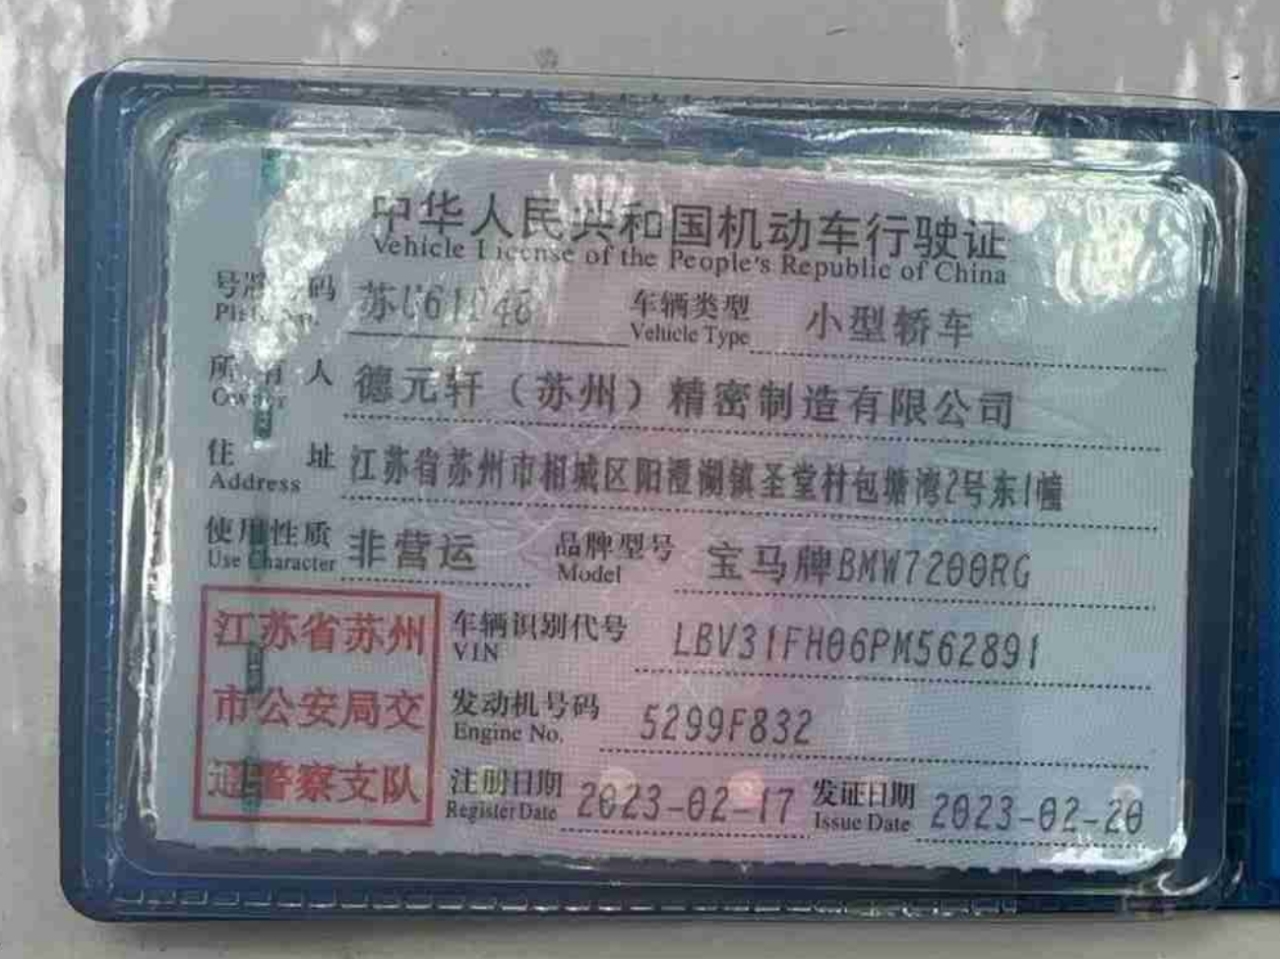 中华人民共和国机动车行驶证
Vehicle License of the People's Republic of China
号牌号码 车辆类型 小型轿车
Plate No. Vehicle Type
所有人 德元轩（苏州）精密制造有限公司
Owner
住址 江苏省苏州市相城区阳澄湖镇圣堂村包塘湾2号东1幢
Address
使用性质 非营运 品牌型号 宝马牌BMW7200RG
Use Character Model
江苏省苏州
市公安局交
通警察支队
车辆识别代号 LBV31FH06PM562891
VIN
发动机号码 5299F832
Engine No.
注册日期 2023-02-17 发证日期 2023-02-20
Register Date Issue Date